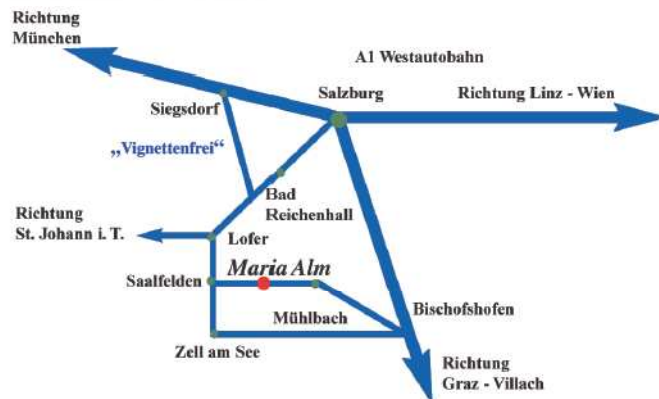 Richtung
München
A1 Westautobahn
Siegsdorf
Salzburg
Richtung Linz - Wien
„Vignettenfrei“
Bad
Reichenhall
Richtung
St. Johann i. T.
Lofer
Maria Alm
Saalfelden
Mühlbach
Bischofshofen
Zell am See
Richtung
Graz - Villach